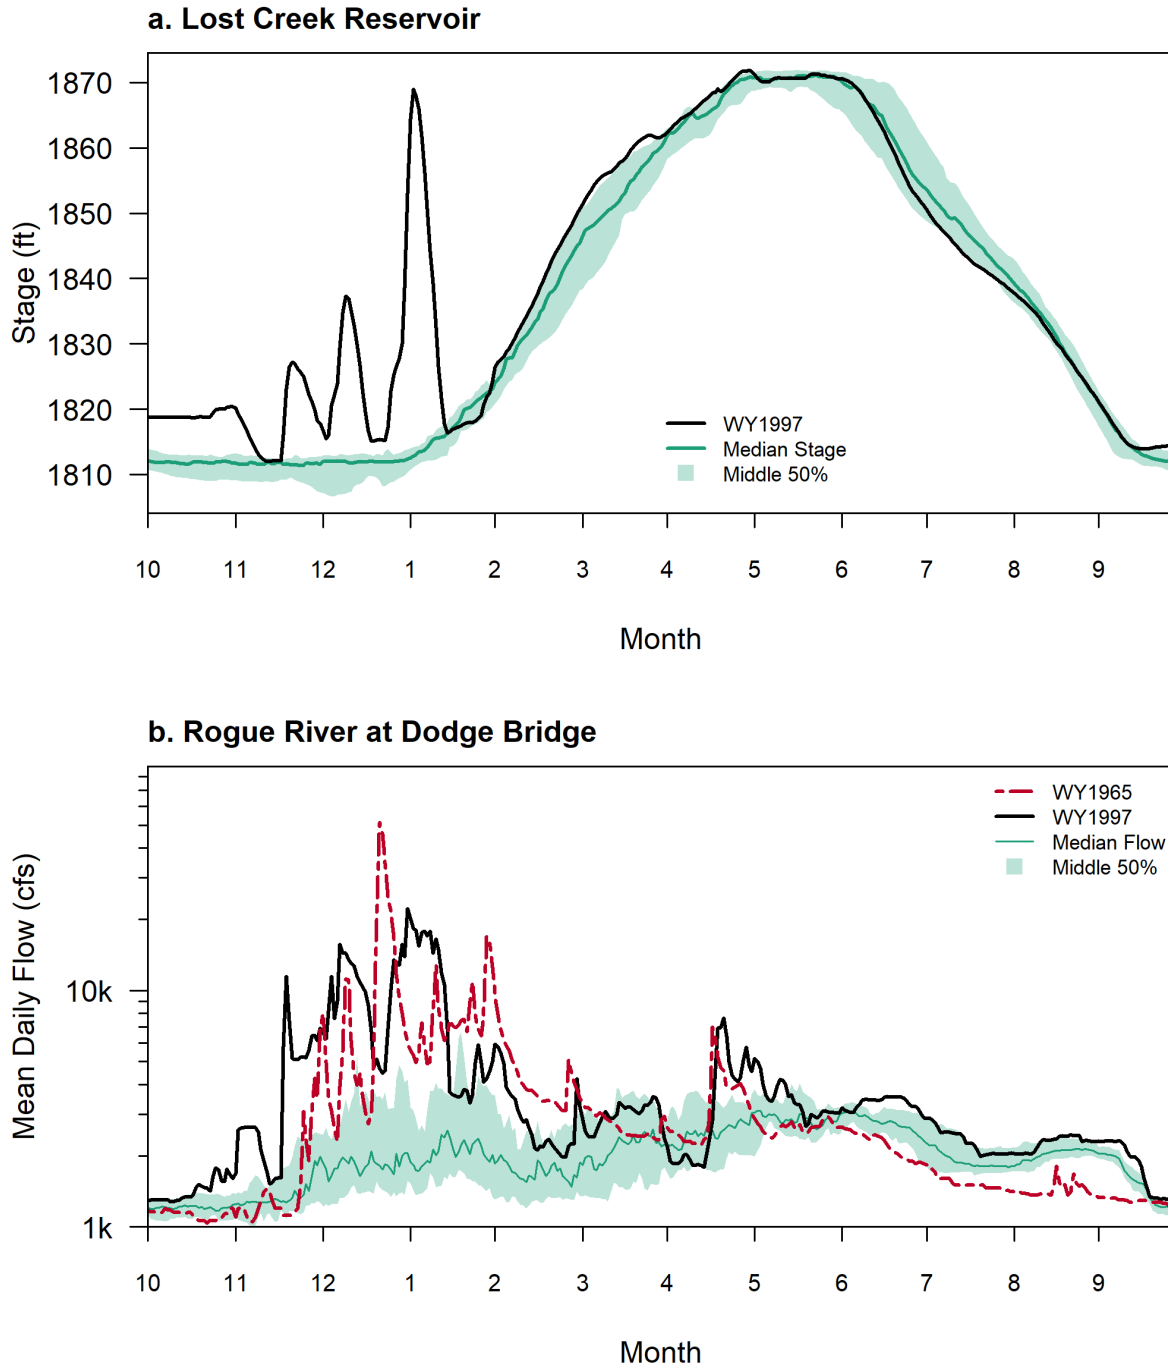 a. Lost Creek Reservoir
Stage (ft)
1870
1860
1850
1840
1830
1820
1810
WY1997
Median Stage
Middle 50%
10 11 12 1 2 3 4 5 6 7 8 9
Month
b. Rogue River at Dodge Bridge
Mean Daily Flow (cfs)
10k
1k
WY1965
WY1997
Median Flow
Middle 50%
10 11 12 1 2 3 4 5 6 7 8 9
Month